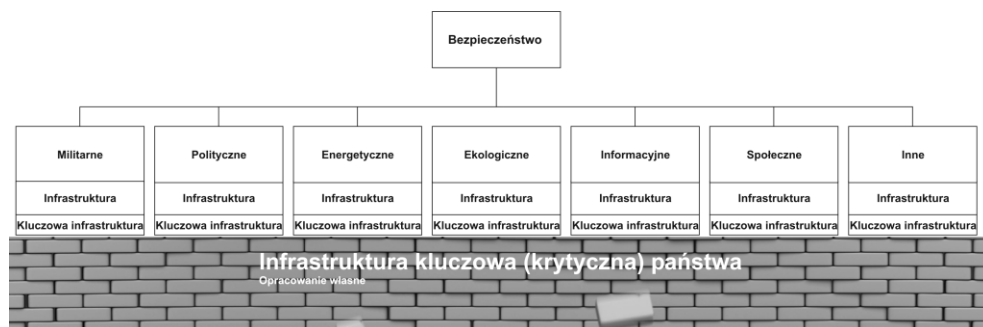 Bezpieczeństwo
Militarne
Polityczne
Energetyczne
Ekologiczne
Informacyjne
Społeczne
Inne
Infrastruktura
Infrastruktura
Infrastruktura
Infrastruktura
Infrastruktura
Infrastruktura
Infrastruktura
Kluczowa infrastruktura
Kluczowa infrastruktura
Kluczowa infrastruktura
Kluczowa infrastruktura
Kluczowa infrastruktura
Kluczowa infrastruktura
Kluczowa infrastruktura
Infrastruktura kluczowa (krytyczna) państwa
Opracowanie własne